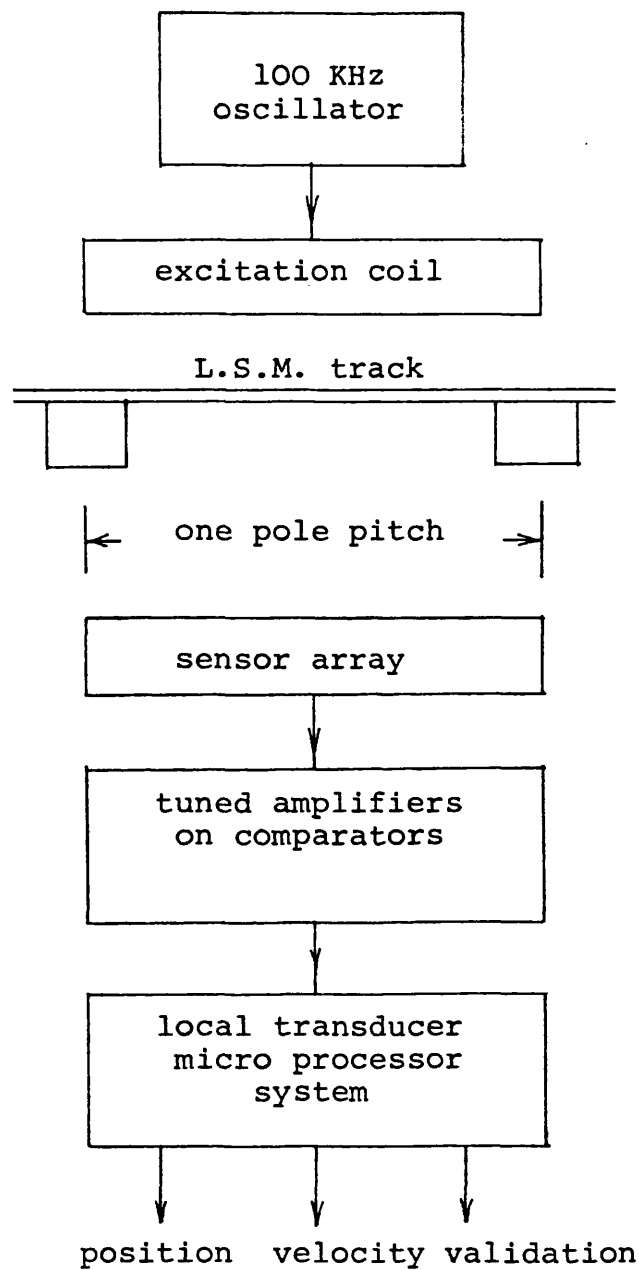 100 KHz
oscillator
excitation coil
L.S.M. track
one pole pitch
sensor array
tuned amplifiers
on comparators
local transducer
micro processor
system
position velocity validation